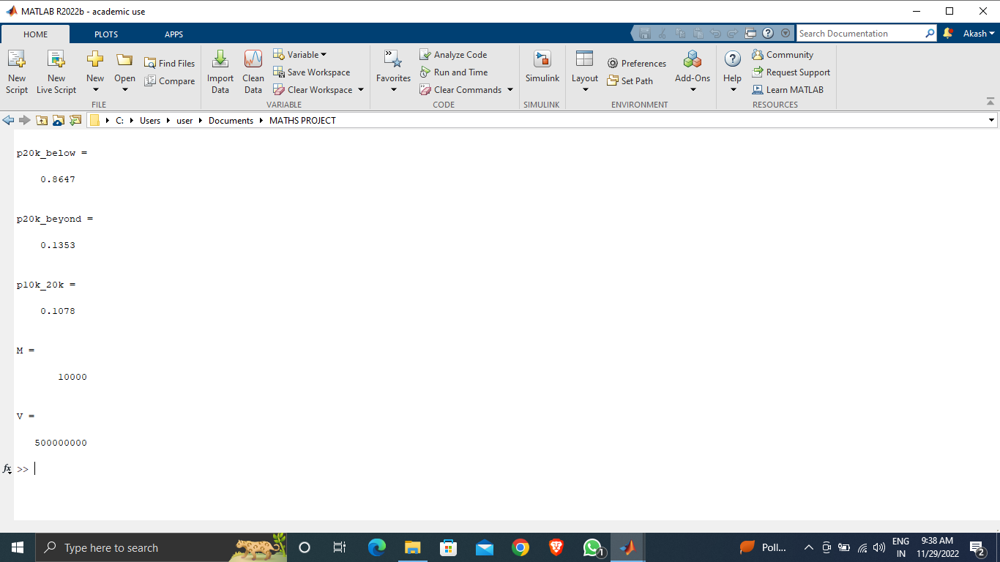 MATLAB R2022b - academic use
HOME PLOTS APPS
Search Documentation
Akash
New Script
New Live Script
New
Open
Find Files
Compare
FILE
Import Data
Clean Data
Variable
Save Workspace
Clear Workspace
VARIABLE
Favorites
Analyze Code
Run and Time
Clear Commands
CODE
Simulink
SIMULINK
Layout
Preferences
Set Path
Add-Ons
ENVIRONMENT
Help
Community
Request Support
Learn MATLAB
RESOURCES
C: Users user Documents MATHS PROJECT
p20k_below =
0.8647
p20k_beyond =
0.1353
p10k_20k =
0.1078
M =
10000
V =
500000000
fx >>
Type here to search
1
Poll...
ENG
IN
9:38 AM
11/29/2022
2